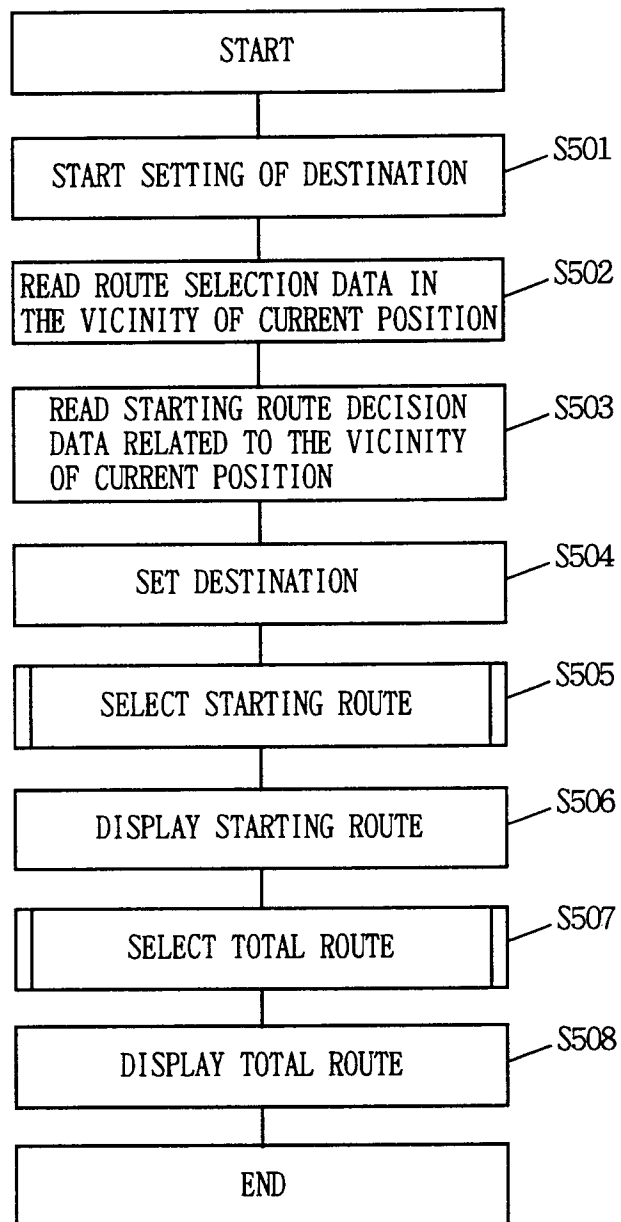 START
START SETTING OF DESTINATION
S501
READ ROUTE SELECTION DATA IN
THE VICINITY OF CURRENT POSITION
S502
READ STARTING ROUTE DECISION
DATA RELATED TO THE VICINITY
OF CURRENT POSITION
S503
SET DESTINATION
S504
SELECT STARTING ROUTE
S505
DISPLAY STARTING ROUTE
S506
SELECT TOTAL ROUTE
S507
DISPLAY TOTAL ROUTE
S508
END